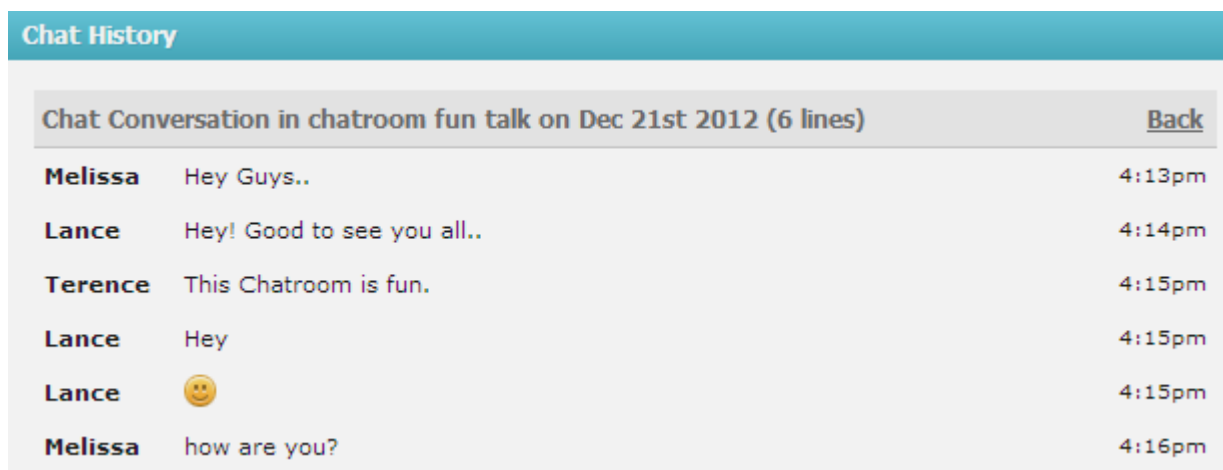 Chat History
Chat Conversation in chatroom fun talk on Dec 21st 2012 (6 lines) Back
Melissa Hey Guys.. 4:13pm
Lance Hey! Good to see you all.. 4:14pm
Terence This Chatroom is fun. 4:15pm
Lance Hey 4:15pm
Lance 4:15pm
Melissa how are you? 4:16pm